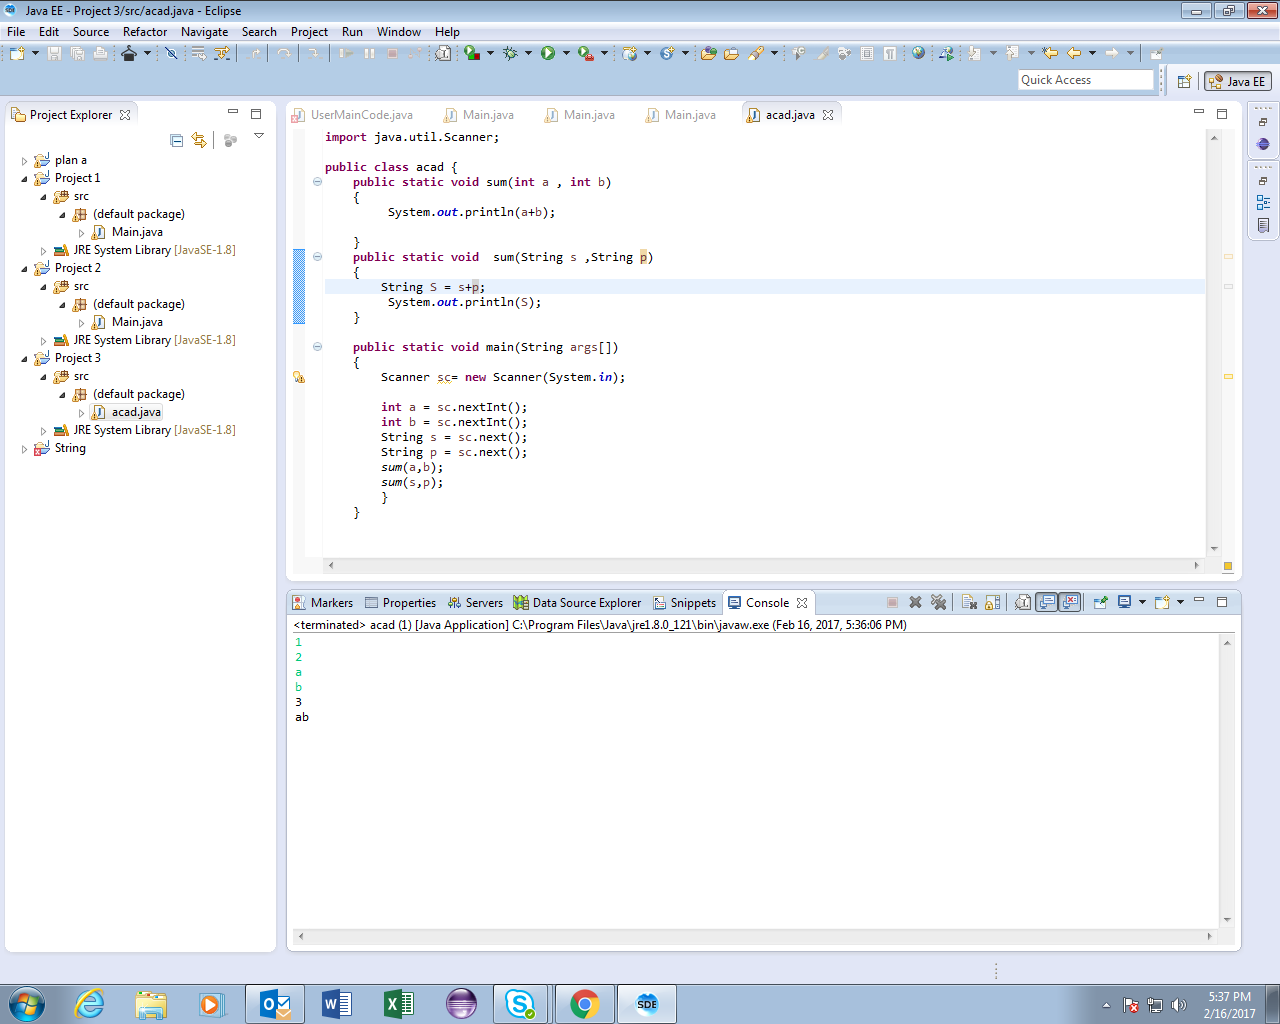 Java EE - Project 3/src/acad.java - Eclipse
File Edit Source Refactor Navigate Search Project Run Window Help
Quick Access
Java EE
Project Explorer
plan a
Project 1
src
(default package)
Main.java
JRE System Library [JavaSE-1.8]
Project 2
src
(default package)
Main.java
JRE System Library [JavaSE-1.8]
Project 3
src
(default package)
acad.java
JRE System Library [JavaSE-1.8]
String
UserMainCode.java Main.java Main.java Main.java acad.java
import java.util.Scanner;
public class acad {
public static void sum(int a , int b)
{
System.out.println(a+b);
}
public static void  sum(String s ,String p)
{
String S = s+p;
System.out.println(S);
}
public static void main(String args[])
{
Scanner sc= new Scanner(System.in);
int a = sc.nextInt();
int b = sc.nextInt();
String s = sc.next();
String p = sc.next();
sum(a,b);
sum(s,p);
}
}
Markers Properties Servers Data Source Explorer Snippets Console
<terminated> acad (1) [Java Application] C:\Program Files\Java\jre1.8.0_121\bin\javaw.exe (Feb 16, 2017, 5:36:06 PM)
1
2
a
b
3
ab
SDE
5:37 PM
2/16/2017